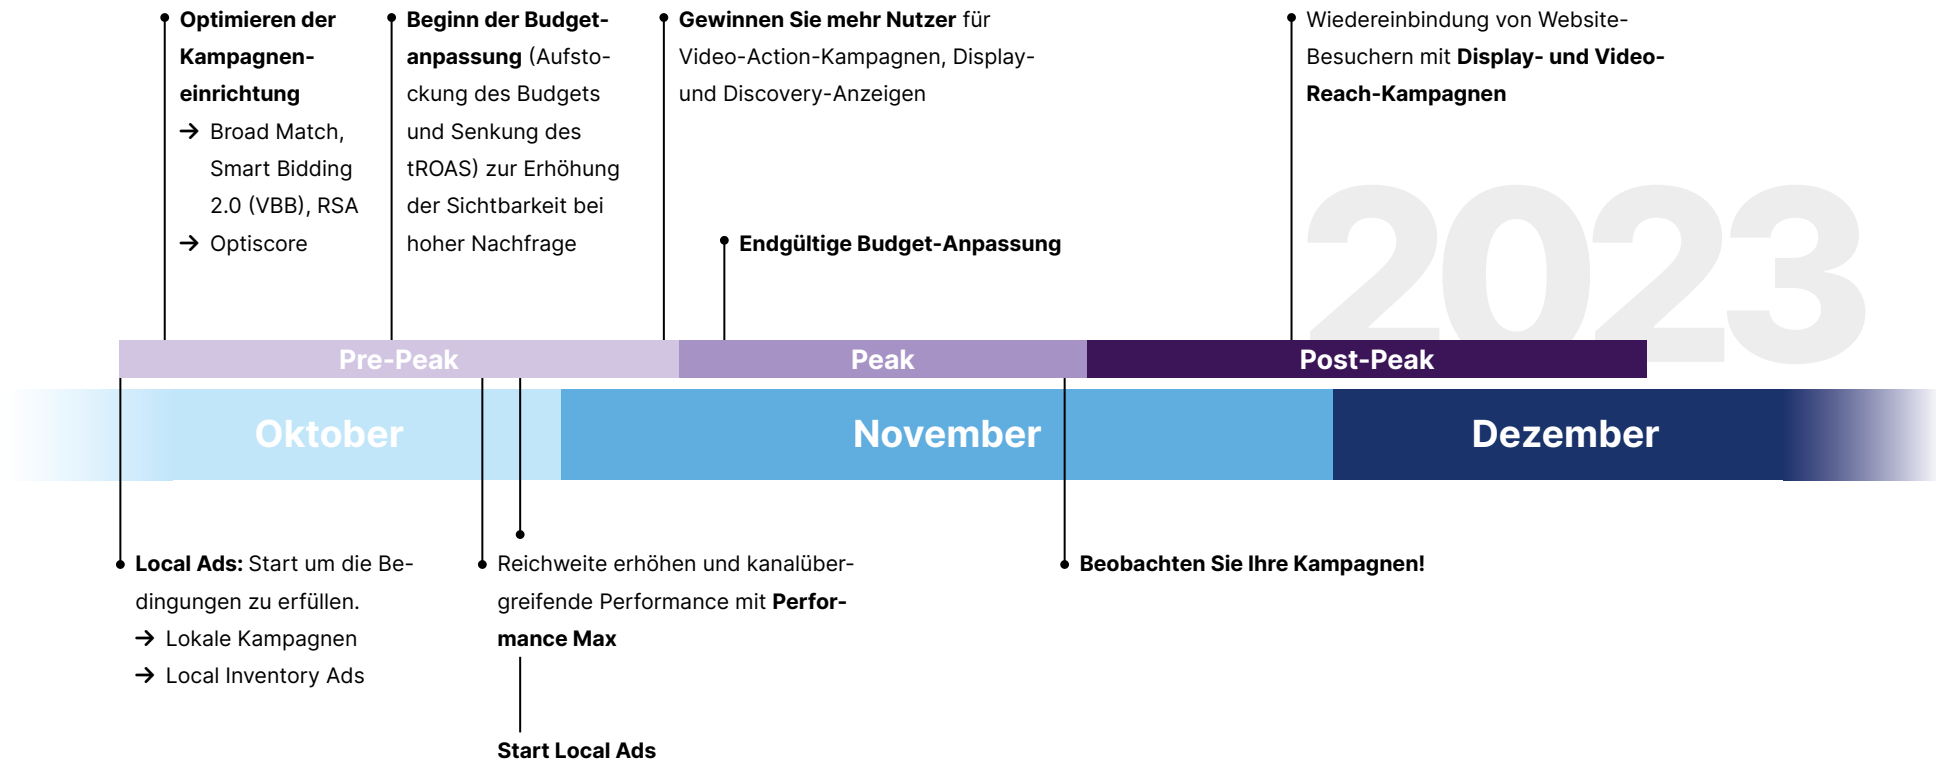 Optimieren der
Kampagnen-
einrichtung
→ Broad Match,
Smart Bidding
2.0 (VBB), RSA
→ Optiscore
Beginn der Budget-
anpassung (Aufsto-
ckung des Budgets
und Senkung des
tROAS) zur Erhöhung
der Sichtbarkeit bei
hoher Nachfrage
Gewinnen Sie mehr Nutzer für
Video-Action-Kampagnen, Display-
und Discovery-Anzeigen
Endgültige Budget-Anpassung
Wiedereinbindung von Website-
Besuchern mit Display- und Video-
Reach-Kampagnen
2023
Pre-Peak
Peak
Post-Peak
Oktober
November
Dezember
Local Ads: Start um die Be-
dingungen zu erfüllen.
→ Lokale Kampagnen
→ Local Inventory Ads
Reichweite erhöhen und kanalüber-
greifende Performance mit Perfor-
mance Max
Start Local Ads
Beobachten Sie Ihre Kampagnen!